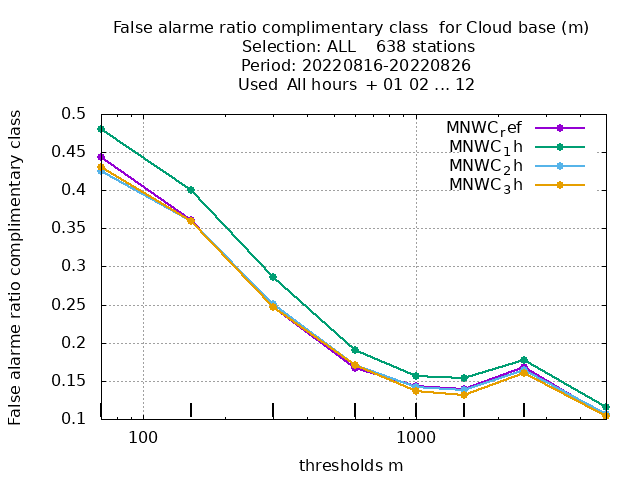 False alarme ratio complimentary class  for Cloud base (m)
Selection: ALL    638 stations
Period: 20220816-20220826
Used  All hours  + 01 02 ... 12
False alarme ratio complimentary class
0.5
0.45
0.4
0.35
0.3
0.25
0.2
0.15
0.1
MNWC_ref
MNWC_1h
MNWC_2h
MNWC_3h
100
1000
thresholds m